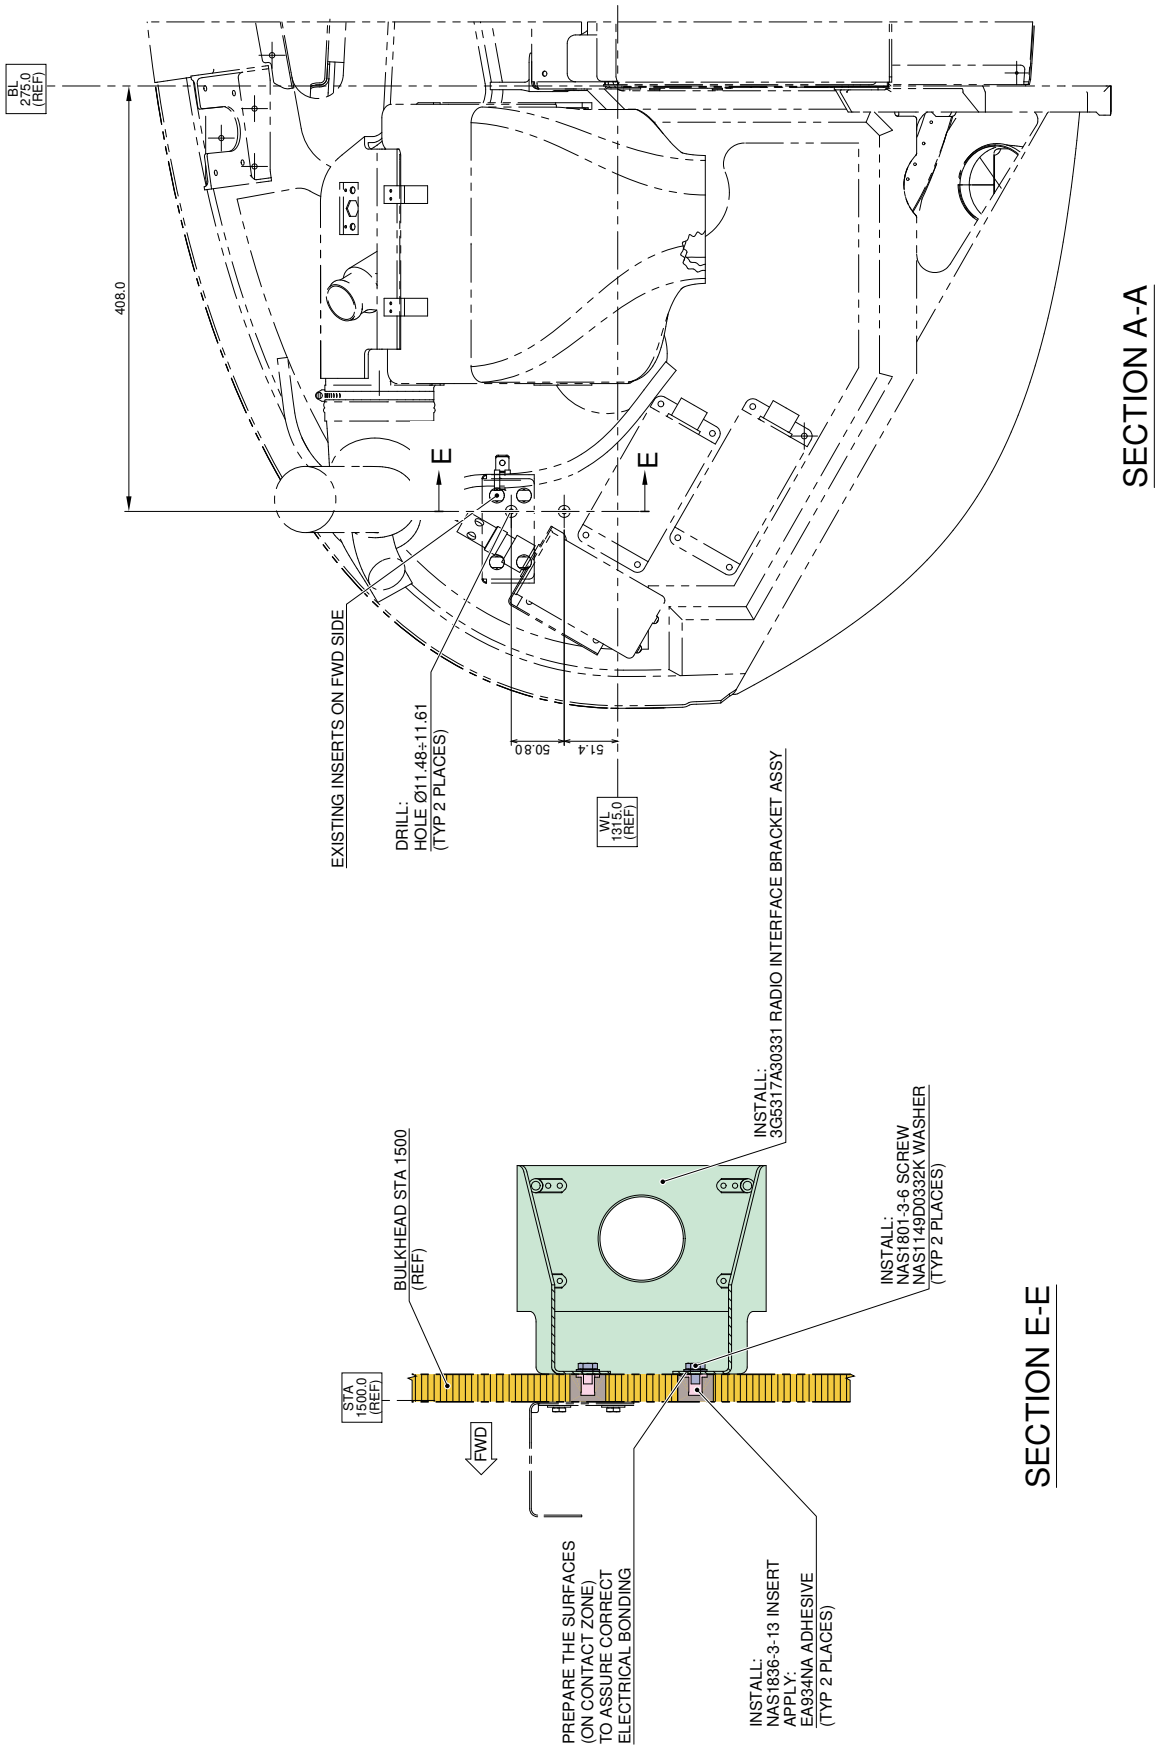 BL
275.0
(REF)
408.0
E
E
EXISTING INSERTS ON FWD SIDE
DRILL:
HOLE Ø11.48÷11.61
(TYP 2 PLACES)
50.80
51.4
WL
1315.0
(REF)
SECTION A-A
BULKHEAD STA 1500
(REF)
STA
1500.0
(REF)
FWD
INSTALL:
3G5317A30331 RADIO INTERFACE BRACKET ASSY
INSTALL:
NAS1801-3-6 SCREW
NAS1149D0332K WASHER
(TYP 2 PLACES)
PREPARE THE SURFACES
(ON CONTACT ZONE)
TO ASSURE CORRECT
ELECTRICAL BONDING
INSTALL:
NAS1836-3-13 INSERT
APPLY:
EA934NA ADHESIVE
(TYP 2 PLACES)
SECTION E-E